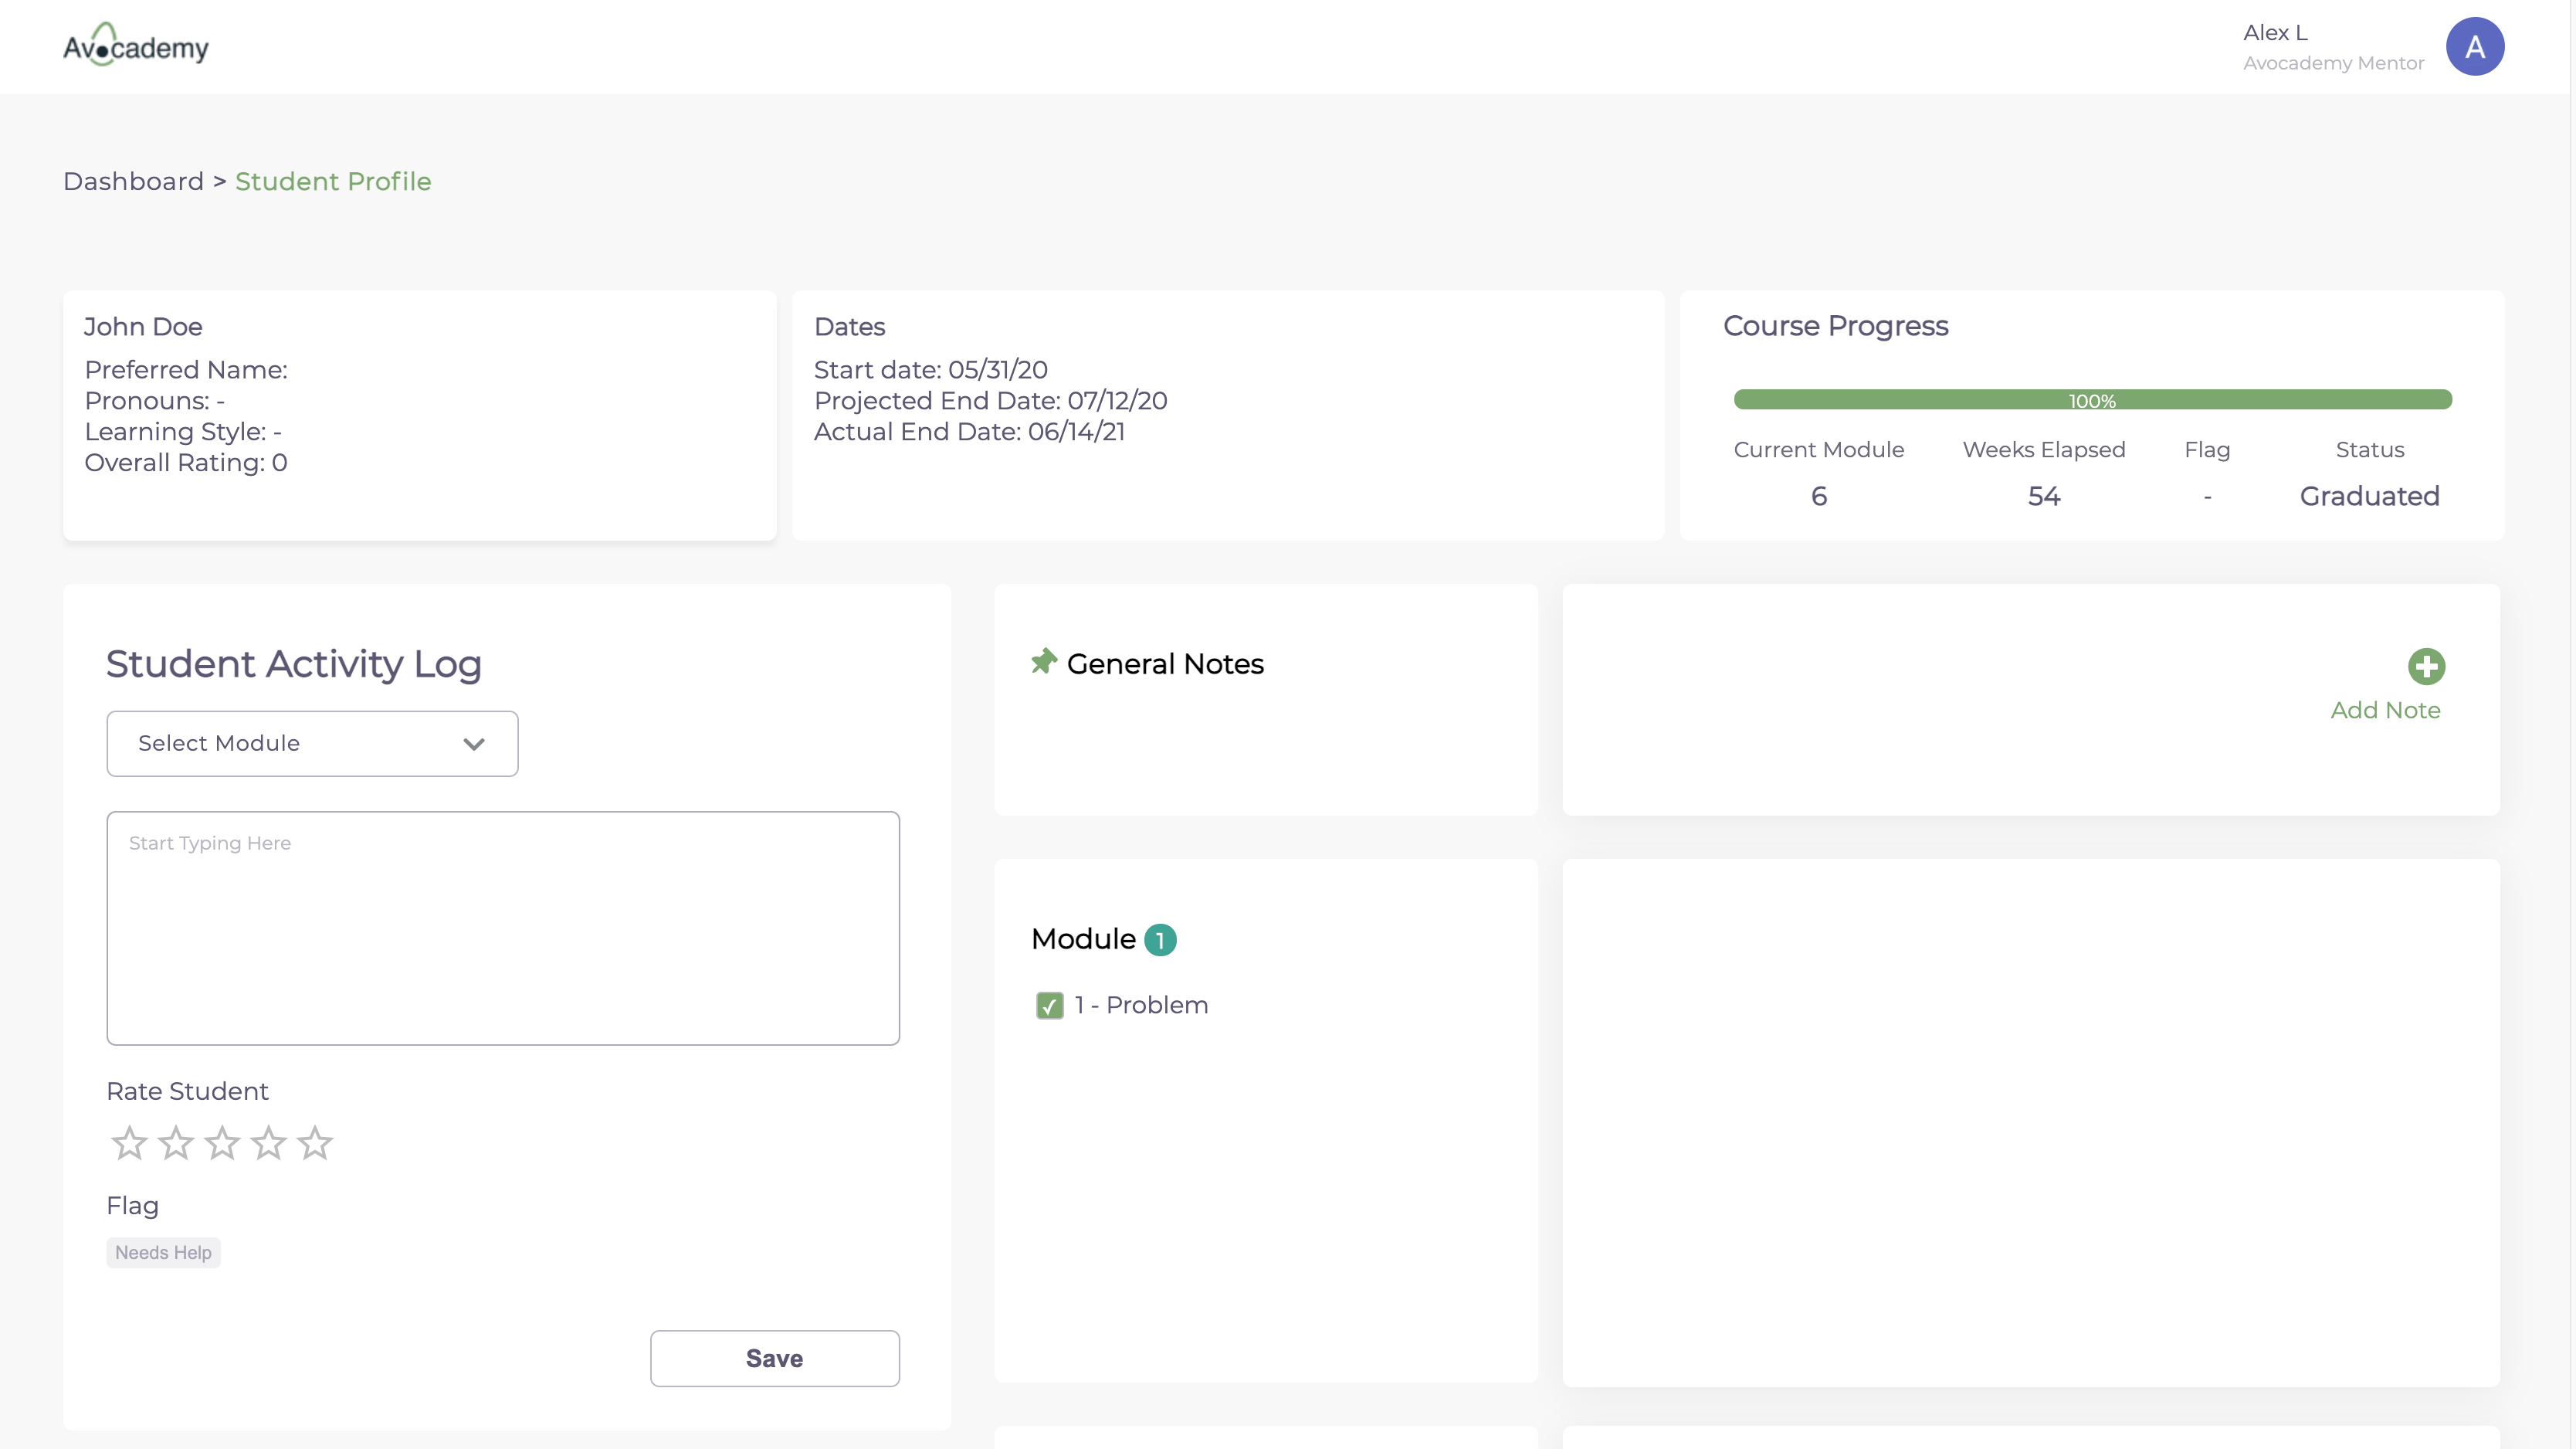 Avocademy
Alex L
Avocademy Mentor
A
Dashboard > Student Profile
John Doe
Preferred Name:
Pronouns: -
Learning Style: -
Overall Rating: 0
Dates
Start date: 05/31/20
Projected End Date: 07/12/20
Actual End Date: 06/14/21
Course Progress
100%
Current Module Weeks Elapsed Flag Status
6 54 - Graduated
Student Activity Log
Select Module
Start Typing Here
Rate Student
Flag
Needs Help
Save
General Notes
Add Note
Module 1
1 - Problem